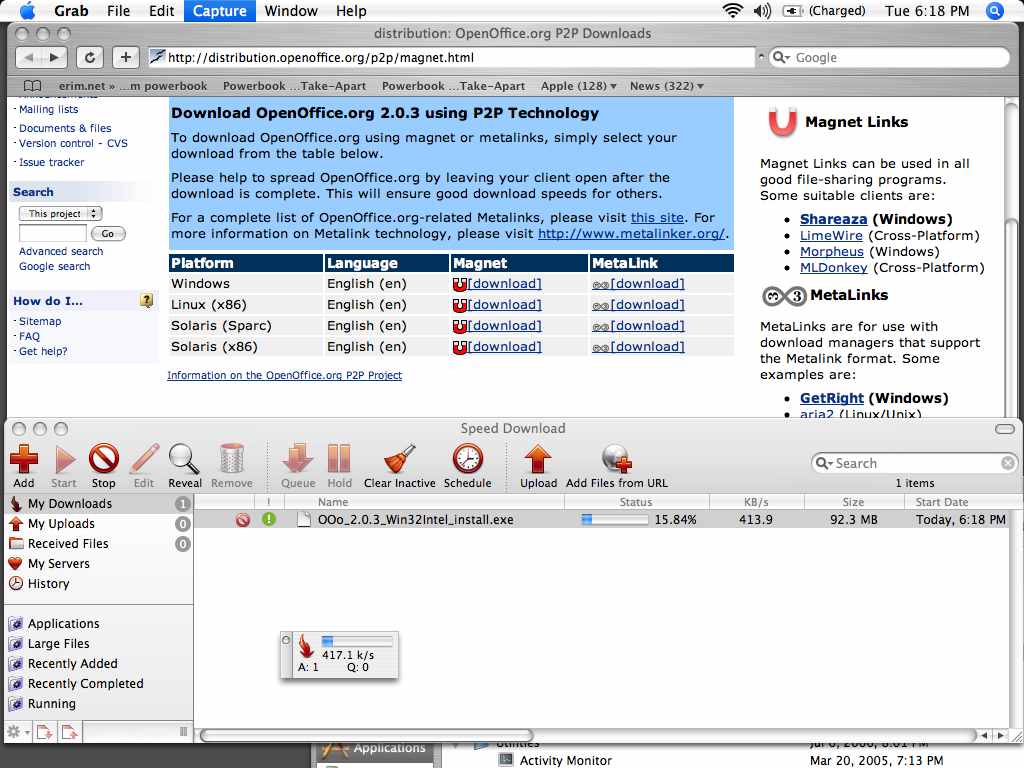 Grab File Edit Capture Window Help (Charged) Tue 6:18 PM
distribution: OpenOffice.org P2P Downloads
http://distribution.openoffice.org/p2p/magnet.html Google
erim.net » ...m powerbook Powerbook ...Take-Apart Powerbook ...Take-Apart Apple (128) News (322)
Mailing lists
Documents & files
Version control - CVS
Issue tracker
Search
This project
Go
Advanced search
Google search
How do I...
Sitemap
FAQ
Get help?
Download OpenOffice.org 2.0.3 using P2P Technology
To download OpenOffice.org using magnet or metalinks, simply select your
download from the table below.
Please help to spread OpenOffice.org by leaving your client open after the
download is complete. This will ensure good download speeds for others.
For a complete list of OpenOffice.org-related Metalinks, please visit this site. For
more information on Metalink technology, please visit http://www.metalinker.org/.
Platform Language Magnet MetaLink
Windows English (en) [download] [download]
Linux (x86) English (en) [download] [download]
Solaris (Sparc) English (en) [download] [download]
Solaris (x86) English (en) [download] [download]
Information on the OpenOffice.org P2P Project
Magnet Links
Magnet Links can be used in all
good file-sharing programs.
Some suitable clients are:
Shareaza (Windows)
LimeWire (Cross-Platform)
Morpheus (Windows)
MLDonkey (Cross-Platform)
MetaLinks
MetaLinks are for use with
download managers that support
the Metalink format. Some
examples are:
GetRight (Windows)
aria2 (Linux/Unix)
Speed Download
Add Start Stop Edit Reveal Remove Queue Hold Clear Inactive Schedule Upload Add Files from URL
Search
1 items
My Downloads 1
My Uploads 0
Received Files 0
My Servers
History
Applications
Large Files
Recently Added
Recently Completed
Running
! Name Status KB/s Size Start Date
OOo_2.0.3_Win32Intel_install.exe 15.84% 413.9 92.3 MB Today, 6:18 PM
417.1 k/s
A: 1 Q: 0
Applications
Utilities
Activity Monitor
Mar 20, 2005, 7:13 PM